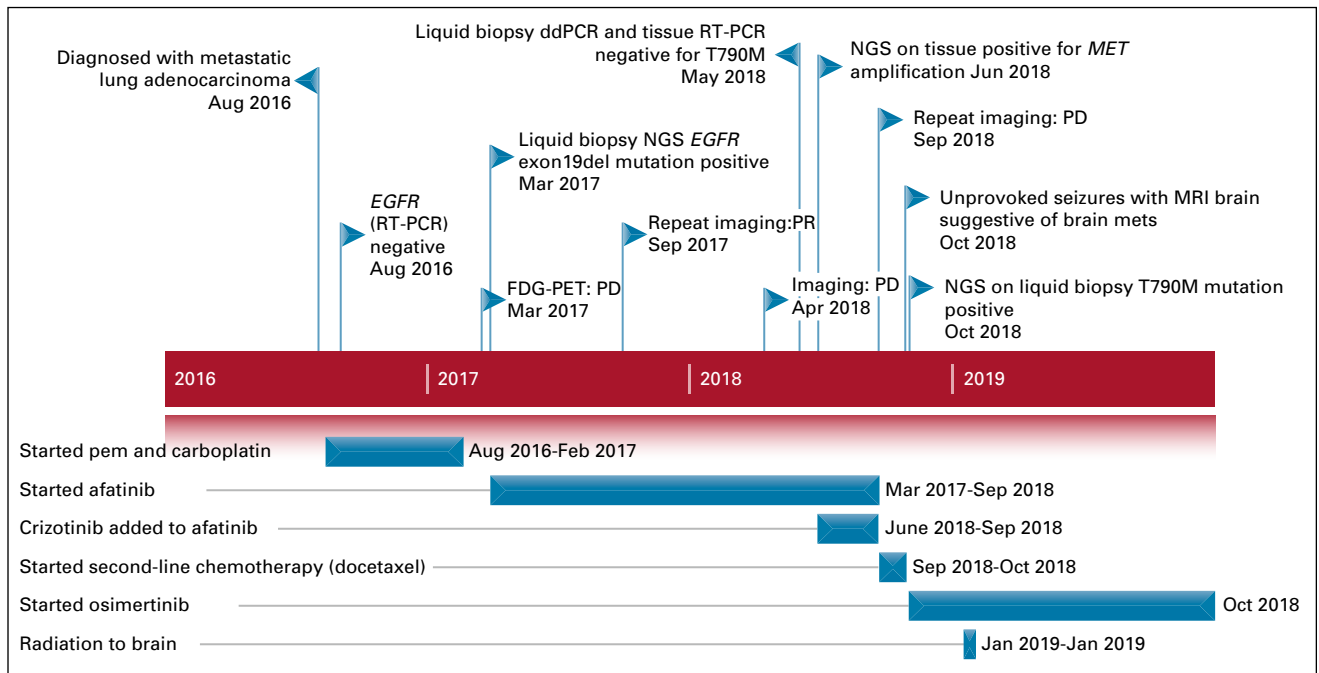 Diagnosed with metastatic
lung adenocarcinoma
Aug 2016
EGFR
(RT-PCR)
negative
Aug 2016
Liquid biopsy NGS EGFR
exon19del mutation positive
Mar 2017
FDG-PET: PD
Mar 2017
Repeat imaging:PR
Sep 2017
Liquid biopsy ddPCR and tissue RT-PCR
negative for T790M
May 2018
Imaging: PD
Apr 2018
NGS on tissue positive for MET
amplification Jun 2018
Repeat imaging: PD
Sep 2018
Unprovoked seizures with MRI brain
suggestive of brain mets
Oct 2018
NGS on liquid biopsy T790M mutation
positive
Oct 2018
2016
2017
2018
2019
Started pem and carboplatin
Aug 2016-Feb 2017
Started afatinib
Mar 2017-Sep 2018
Crizotinib added to afatinib
June 2018-Sep 2018
Started second-line chemotherapy (docetaxel)
Sep 2018-Oct 2018
Started osimertinib
Oct 2018
Radiation to brain
Jan 2019-Jan 2019